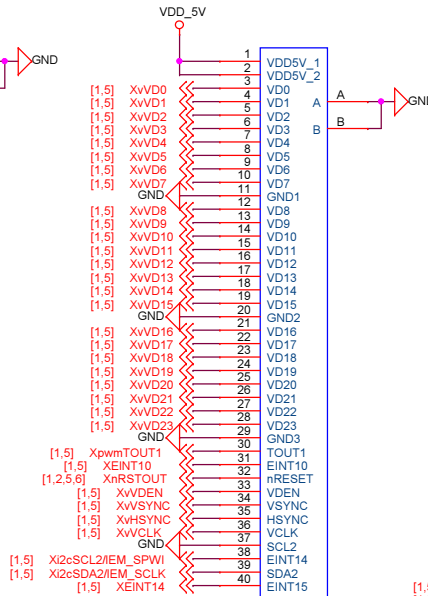 VDD_5V
GND
1 VDD5V_1
2 VDD5V_2
[1,5] XvVD0 3 VD0
[1,5] XvVD1 4 VD1 A A
[1,5] XvVD2 5 VD2
[1,5] XvVD3 6 VD3 B B
[1,5] XvVD4 7 VD4
[1,5] XvVD5 8 VD5
[1,5] XvVD6 9 VD6
[1,5] XvVD7 10 VD7
GND 11 GND1
[1,5] XvVD8 12 VD8
[1,5] XvVD9 13 VD9
[1,5] XvVD10 14 VD10
[1,5] XvVD11 15 VD11
[1,5] XvVD12 16 VD12
[1,5] XvVD13 17 VD13
[1,5] XvVD14 18 VD14
[1,5] XvVD15 19 VD15
GND 20 GND2
[1,5] XvVD16 21 VD16
[1,5] XvVD17 22 VD17
[1,5] XvVD18 23 VD18
[1,5] XvVD19 24 VD19
[1,5] XvVD20 25 VD20
[1,5] XvVD21 26 VD21
[1,5] XvVD22 27 VD22
[1,5] XvVD23 28 VD23
GND 29 GND3
[1,5] XpwmTOUT1 30 TOUT1
[1,5] XEINT10 31 EINT10
[1,2,5,6] XnRSTOUT 32 nRESET
[1,5] XvVDEN 33 VDEN
[1,5] XvVSYNC 34 VSYNC
[1,5] XvHSYNC 35 HSYNC
[1,5] XvVCLK 36 VCLK
GND 37 SCL2
[1,5] Xi2cSCL2/IEM_SPWI 38 EINT14
[1,5] Xi2cSDA2/IEM_SCLK 39 SDA2
[1,5] XEINT14 40 EINT15